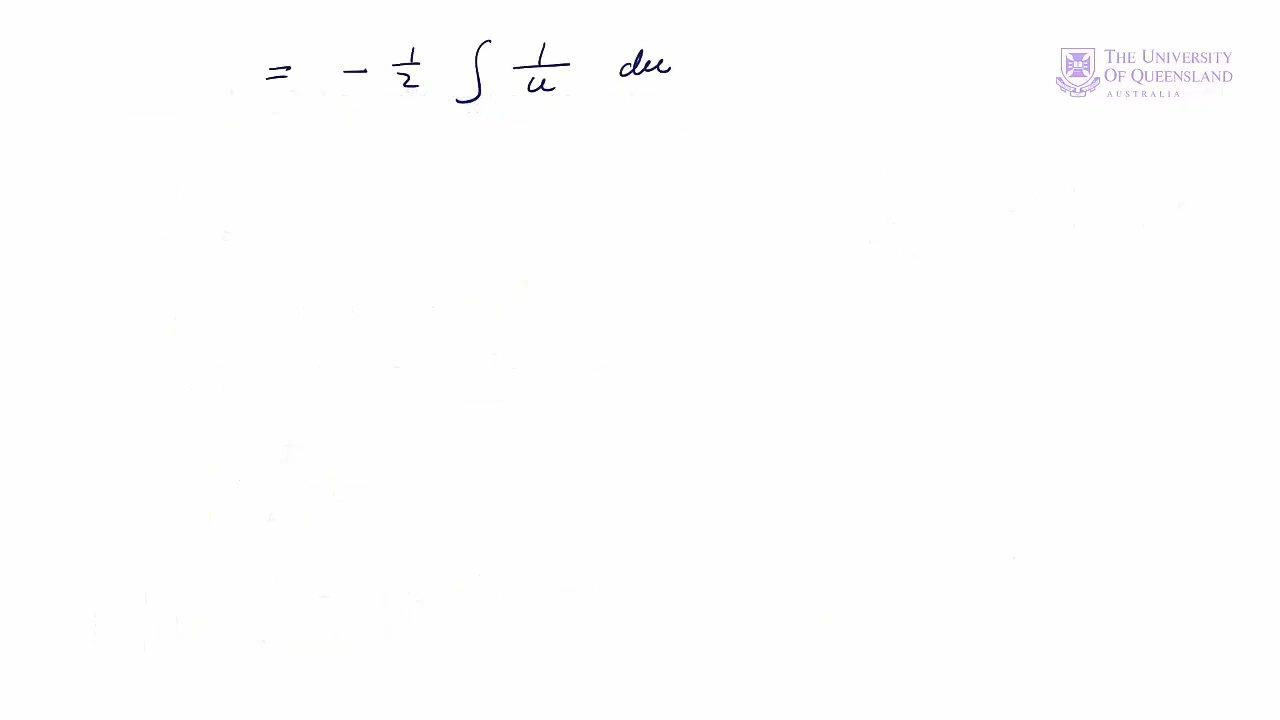 = - 1/2 ∫ 1/u du
THE UNIVERSITY
OF QUEENSLAND
AUSTRALIA